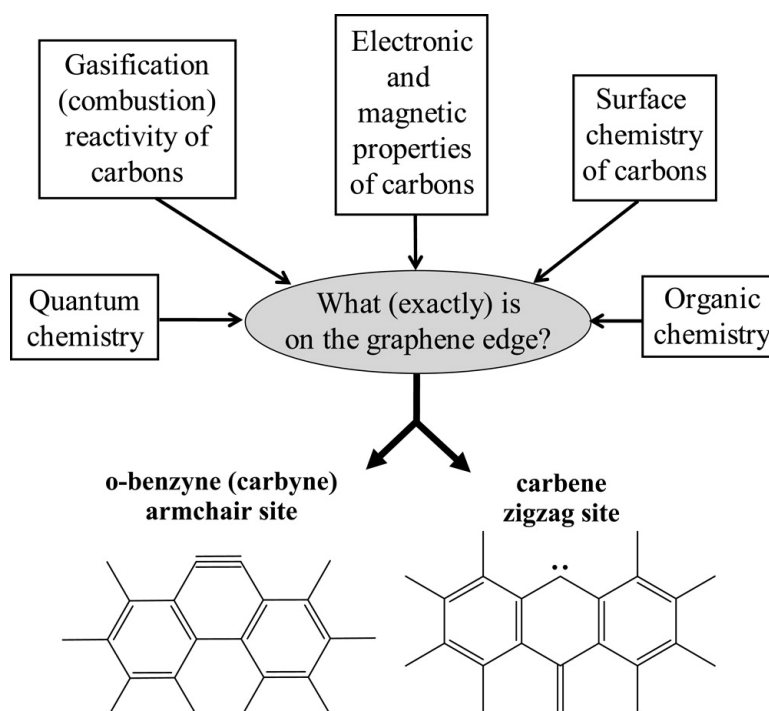 Gasification
(combustion)
reactivity of
carbons
Electronic
and
magnetic
properties
of carbons
Surface
chemistry
of carbons
Quantum
chemistry
What (exactly) is
on the graphene edge?
Organic
chemistry
o-benzyne (carbyne)
armchair site
carbene
zigzag site